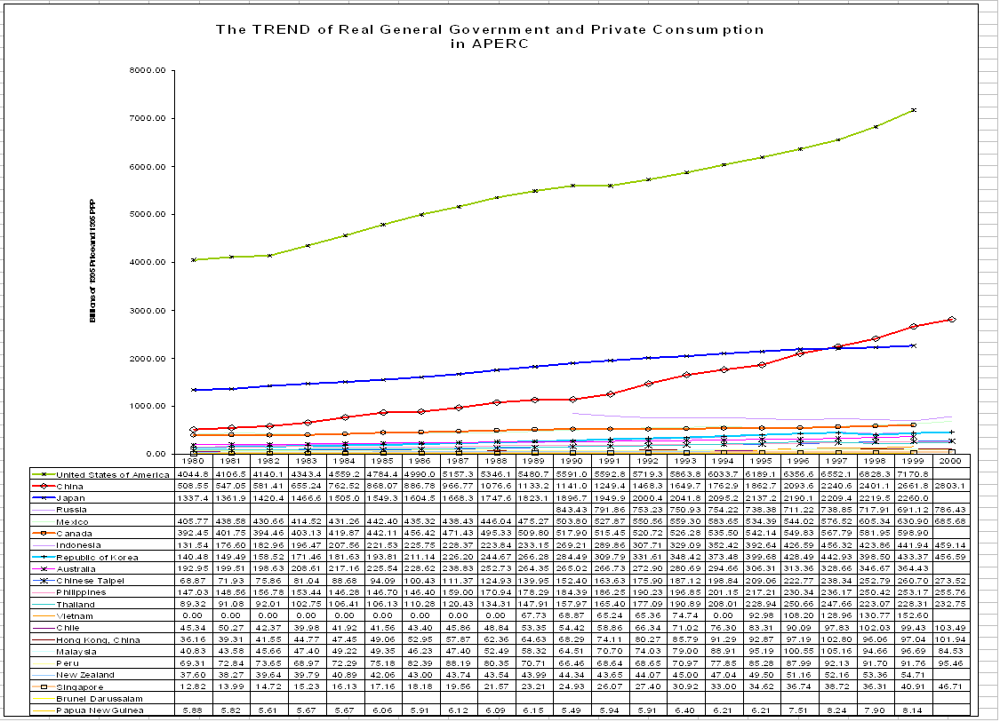 The TREND of Real General Government and Private Consumption
in APERC
8000.00
7000.00
6000.00
5000.00
4000.00
3000.00
2000.00
1000.00
0.00
Billions of 1995 Price and 1995 PPP
1980 1981 1982 1983 1984 1985 1986 1987 1988 1989 1990 1991 1992 1993 1994 1995 1996 1997 1998 1999 2000
United States of America 4044.8 4106.5 4140.1 4343.4 4559.2 4784.4 4990.0 5157.3 5346.1 5480.7 5591.0 5592.8 5719.3 5863.8 6033.7 6189.1 6356.6 6552.1 6828.3 7170.8
China 508.55 547.05 581.41 655.24 762.52 868.07 886.78 966.77 1076.6 1133.2 1141.0 1249.4 1468.3 1649.7 1762.9 1862.7 2093.6 2240.6 2401.1 2661.8 2803.1
Japan 1337.4 1361.9 1420.4 1466.6 1505.0 1549.3 1604.5 1668.3 1747.6 1823.1 1896.7 1949.9 2000.4 2041.8 2095.2 2137.2 2190.1 2209.4 2219.5 2260.0
Russia 843.43 791.86 753.23 750.93 754.22 738.38 711.22 738.85 717.91 691.12 786.43
Mexico 405.77 438.58 430.66 414.52 431.26 442.40 435.32 438.43 446.04 475.27 503.80 527.87 550.56 559.30 583.65 534.39 544.02 576.52 605.34 630.90 685.68
Canada 392.45 401.75 394.46 403.13 419.87 442.11 456.42 471.43 495.33 509.80 517.90 515.45 520.72 526.28 535.50 542.14 549.83 567.79 581.95 598.90
Indonesia 131.54 176.60 182.96 196.47 207.56 221.53 225.75 228.37 223.84 233.15 269.21 289.86 307.71 329.09 352.42 392.64 426.59 456.32 423.86 441.94 459.14
Republic of Korea 140.48 149.49 158.52 171.46 181.63 193.81 211.14 226.20 244.67 266.28 284.49 309.79 331.61 348.42 373.48 399.68 428.49 442.93 398.50 433.37 456.59
Australia 192.95 199.51 198.63 208.61 217.16 225.54 228.62 238.83 252.73 264.35 265.02 266.73 272.90 280.69 294.66 306.31 313.36 328.66 346.67 364.43
Chinese Taipei 68.87 71.93 75.86 81.04 88.68 94.09 100.43 111.37 124.93 139.95 152.40 163.63 175.90 187.12 198.84 209.06 222.77 238.34 252.79 260.70 273.52
Philippines 147.03 148.56 156.78 153.44 146.28 146.70 146.40 159.00 170.94 178.29 184.39 186.25 190.23 196.85 201.15 217.21 230.34 236.17 250.42 253.17 255.76
Thailand 89.32 91.08 92.01 102.75 106.41 106.13 110.28 120.43 134.31 147.91 157.97 165.40 177.09 190.87 208.01 228.94 250.66 247.66 223.07 228.31 232.75
Vietnam 0.00 0.00 0.00 0.00 0.00 0.00 0.00 0.00 0.00 67.73 68.87 65.24 65.36 74.74 0.00 92.98 108.20 128.96 130.77 152.60
Chile 45.34 50.27 42.37 39.98 41.92 41.56 43.40 45.86 48.84 53.35 54.42 58.86 66.34 71.02 76.30 83.31 90.09 97.83 102.03 99.43 103.49
Hong Kong, China 36.16 39.31 41.55 44.77 47.45 49.06 52.95 57.87 62.36 64.63 68.29 74.11 80.27 85.79 91.29 92.87 97.19 102.80 96.06 97.04 101.94
Malaysia 40.83 43.58 45.66 47.40 49.22 49.35 46.23 47.40 52.49 58.32 64.51 70.70 74.03 79.00 88.91 95.19 100.55 105.16 94.66 96.69 84.53
Peru 69.31 72.84 73.65 68.97 72.29 75.18 82.39 88.19 80.35 70.71 66.46 68.64 68.65 70.97 77.85 85.28 87.99 92.13 91.70 91.76 95.46
New Zealand 37.60 38.27 39.64 39.79 40.89 42.06 43.00 43.74 43.54 43.99 44.34 43.65 44.07 45.00 47.04 49.50 51.16 52.16 53.36 54.71
Singapore 12.82 13.99 14.72 15.23 16.13 17.16 18.18 19.56 21.57 23.21 24.93 26.07 27.40 30.92 33.00 34.62 36.74 38.72 36.31 40.91 46.71
Brunei Darussalam
Papua New Guinea 5.88 5.82 5.61 5.67 5.67 6.06 5.91 6.12 6.09 6.15 5.49 5.94 5.91 6.40 6.21 6.21 7.51 8.24 7.90 8.14